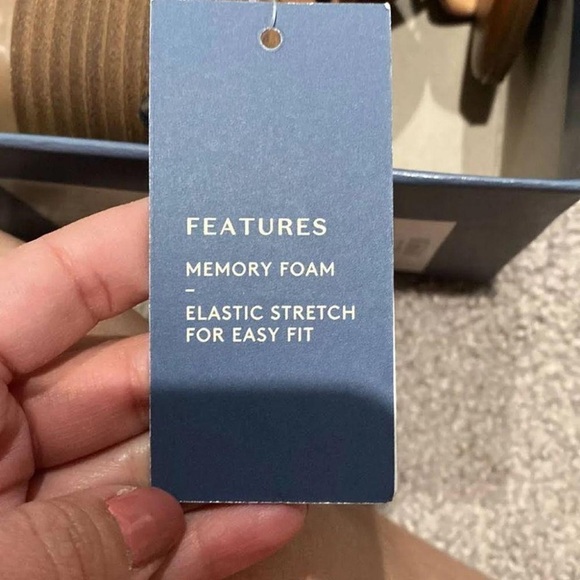 FEATURES
MEMORY FOAM
–
ELASTIC STRETCH
FOR EASY FIT